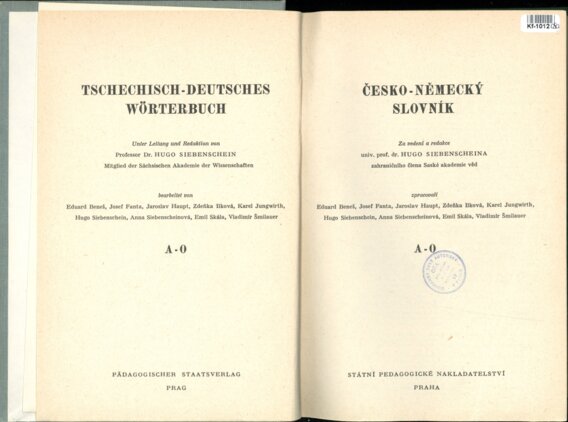 TSCHECHISCH-DEUTSCHES
WÖRTERBUCH
Unter Leitung und Redaktion von
Professor Dr. HUGO SIEBENSCHEIN
Mitglied der Sächsischen Akademie der Wissenschaften
bearbeitet von
Eduard Beneš, Josef Fanta, Jaroslav Haupt, Zdeňka Ilková, Karel Jungwirth,
Hugo Siebenschein, Anna Siebenscheinová, Emil Skála, Vladimír Šmilauer
A - O
PÄDAGOGISCHER STAATSVERLAG
PRAG
Kf-1012
ČESKO-NĚMECKÝ
SLOVNÍK
Za vedení a redakce
univ. prof. dr. HUGO SIEBENSCHEINA
zahraničního člena Saské akademie věd
zpracovali
Eduard Beneš, Josef Fanta, Jaroslav Haupt, Zdeňka Ilková, Karel Jungwirth,
Hugo Siebenschein, Anna Siebenscheinová, Emil Skála, Vladimír Šmilauer
A - O
STÁTNÍ PEDAGOGICKÉ NAKLADATELSTVÍ
PRAHA